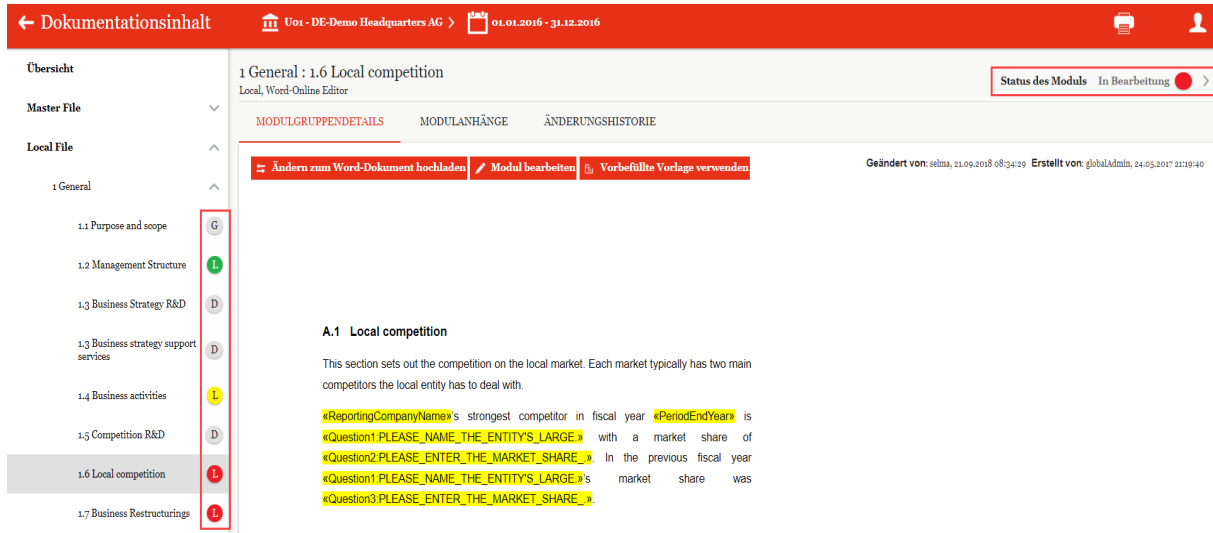 Dokumentationsinhalt
U01 - DE-Demo Headquarters AG
01.01.2016 - 31.12.2016
Übersicht
Master File
Local File
1 General
1.1 Purpose and scope G
1.2 Management Structure L
1.3 Business Strategy R&D D
1.3 Business strategy support
services D
1.4 Business activities L
1.5 Competition R&D D
1.6 Local competition L
1.7 Business Restructurings L
1 General : 1.6 Local competition
Local, Word-Online Editor
Status des Moduls In Bearbeitung
MODULGRUPPENDETAILS MODULANHÄNGE ÄNDERUNGSHISTORIE
Ändern zum Word-Dokument hochladen Modul bearbeiten Vorbefüllte Vorlage verwenden
Geändert von: selma, 21.09.2018 08:34:29 Erstellt von: globalAdmin, 24.05.2017 21:19:40
A.1 Local competition
This section sets out the competition on the local market. Each market typically has two main
competitors the local entity has to deal with.
«ReportingCompanyName»'s strongest competitor in fiscal year «PeriodEndYear» is
«Question1:PLEASE_NAME_THE_ENTITY'S_LARGE.» with a market share of
«Question2:PLEASE_ENTER_THE_MARKET_SHARE_.». In the previous fiscal year
«Question1:PLEASE_NAME_THE_ENTITY'S_LARGE.»'s market share was
«Question3:PLEASE_ENTER_THE_MARKET_SHARE_.».